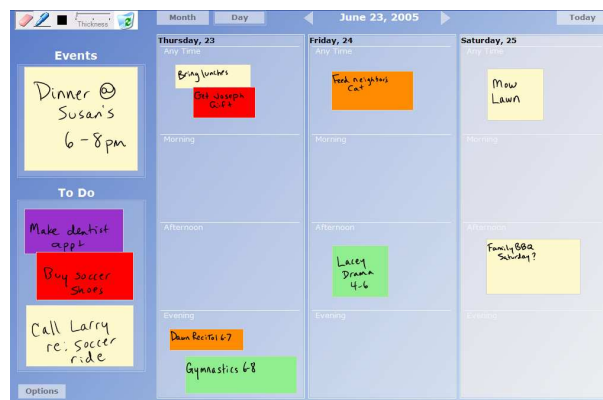 Thickness
Month
Day
June 23, 2005
Today
Events
Dinner @
Susan's
6-8pm
To Do
Make dentist
appt
Buy soccer
Shoes
Call Larry
re: soccer
ride
Options
Thursday, 23
Any Time
Bring lunches
Get Joseph
Gift
Morning
Afternoon
Evening
Dawn Recital 6-7
Gymnastics 6-8
Friday, 24
Any Time
Feed neighbors
Cat
Morning
Afternoon
Lacey
Drama
4-6
Evening
Saturday, 25
Any Time
Mow
Lawn
Morning
Afternoon
Family BBQ
Saturday?
Evening